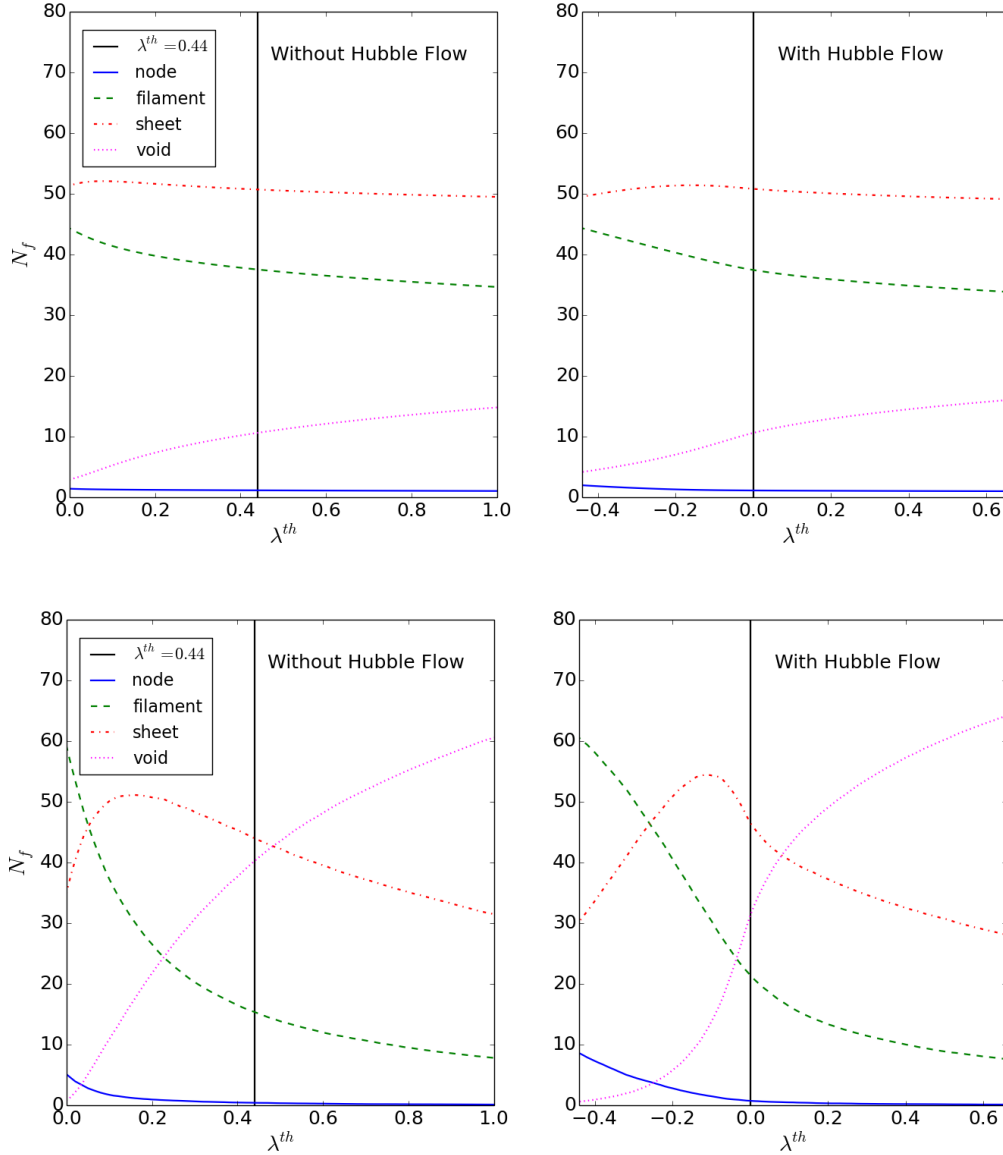 80
70
60
50
40
30
20
10
0
N_f
λ^{th} = 0.44
node
filament
sheet
void
Without Hubble Flow
0.0 0.2 0.4 0.6 0.8 1.0
λ^{th}
80
70
60
50
40
30
20
10
0
With Hubble Flow
−0.4 −0.2 0.0 0.2 0.4 0.6
λ^{th}
80
70
60
50
40
30
20
10
0
N_f
λ^{th} = 0.44
node
filament
sheet
void
Without Hubble Flow
0.0 0.2 0.4 0.6 0.8 1.0
λ^{th}
80
70
60
50
40
30
20
10
0
With Hubble Flow
−0.4 −0.2 0.0 0.2 0.4 0.6
λ^{th}